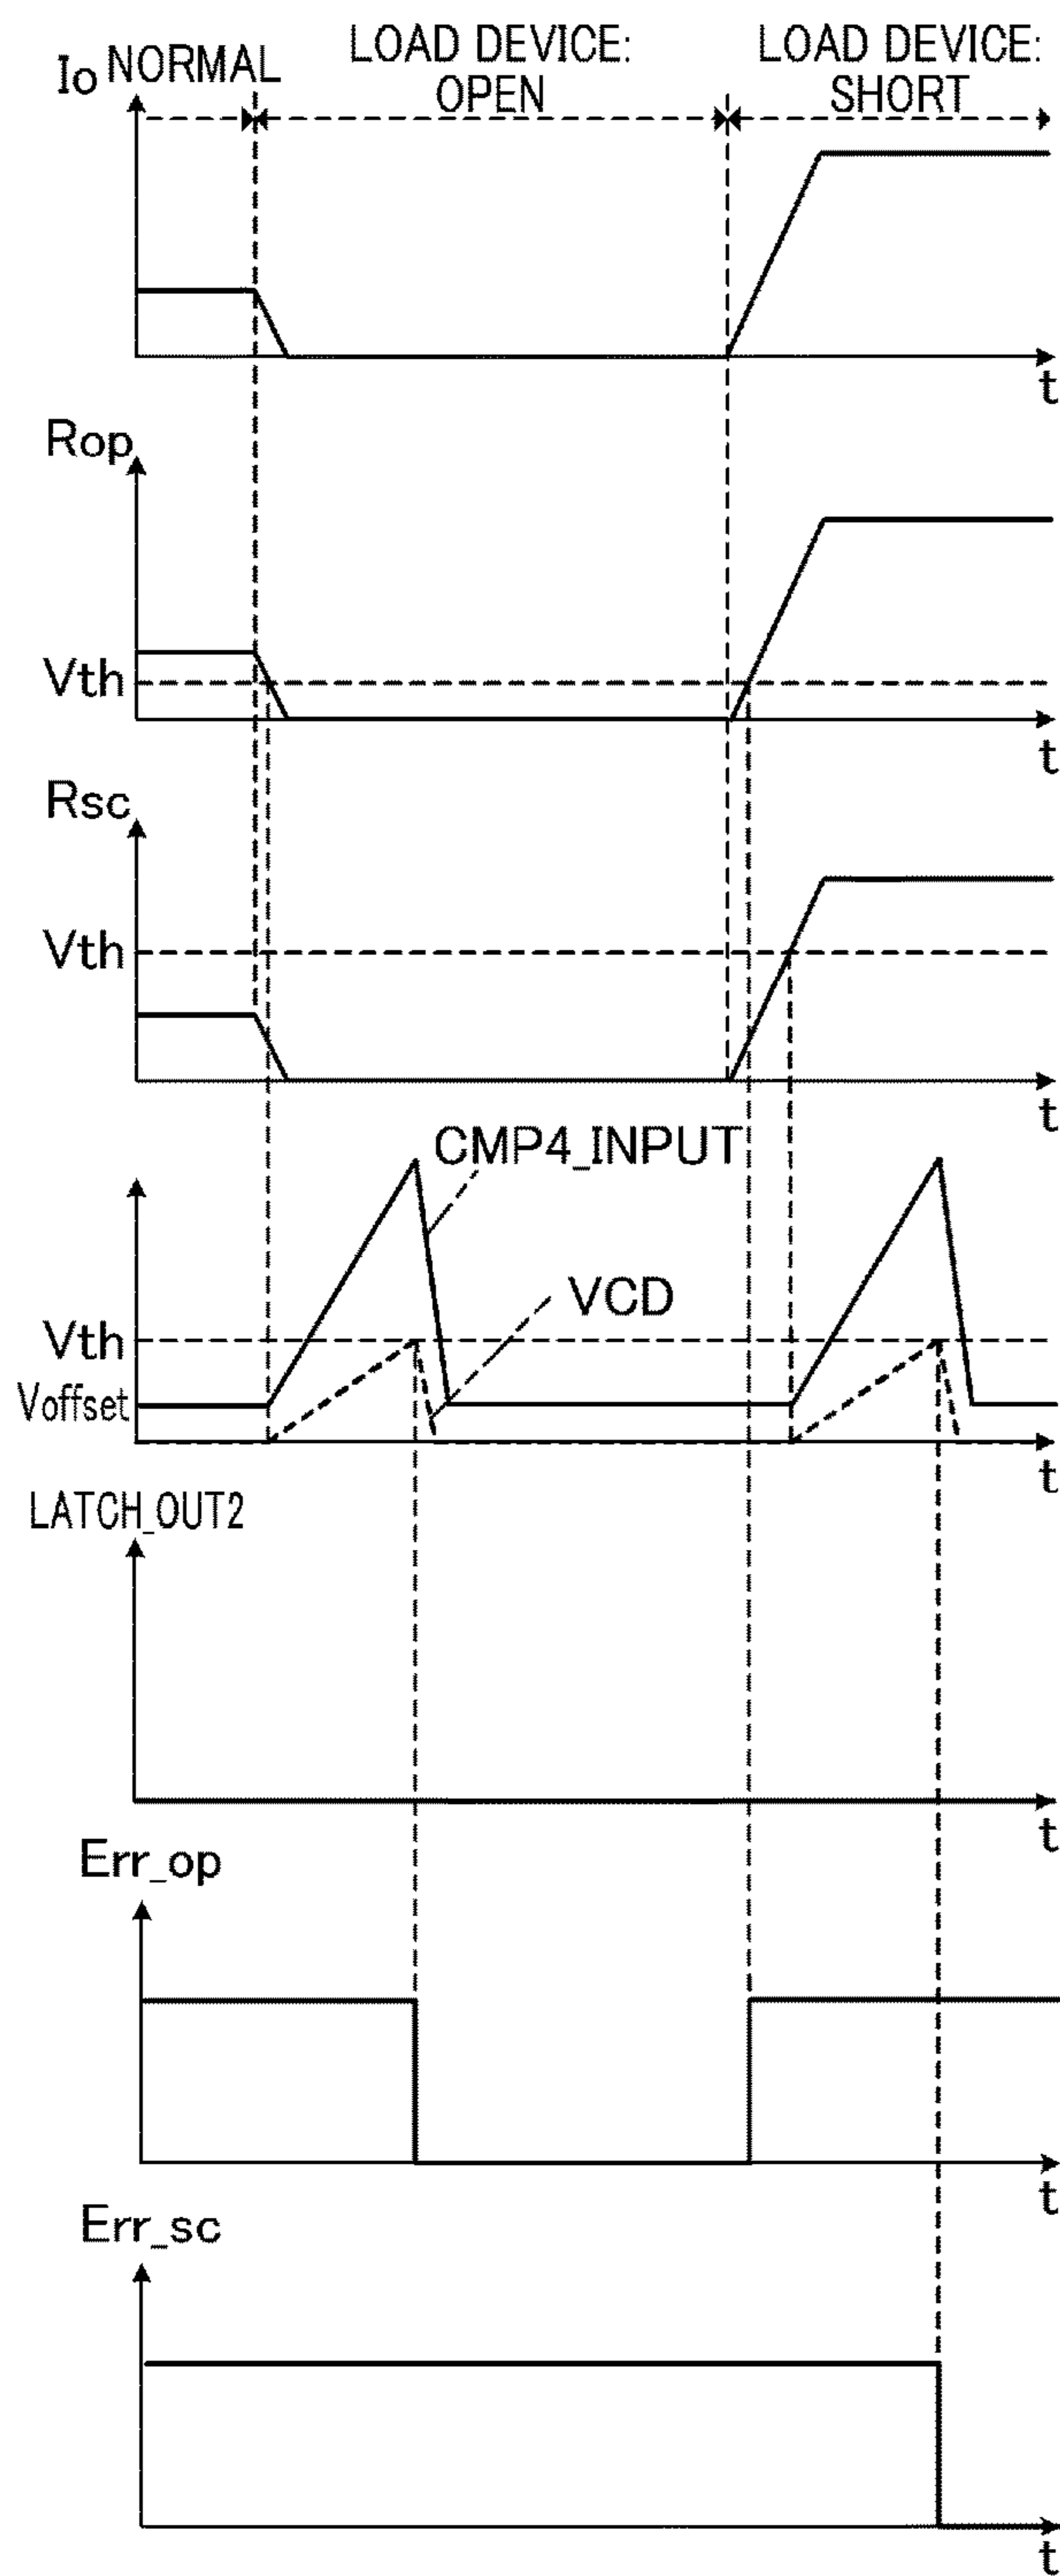 Io NORMAL
LOAD DEVICE:
OPEN
LOAD DEVICE:
SHORT
t
Rop
Vth
t
Rsc
Vth
t
CMP4_INPUT
VCD
Vth
Voffset
t
LATCH_OUT2
t
Err_op
t
Err_sc
t